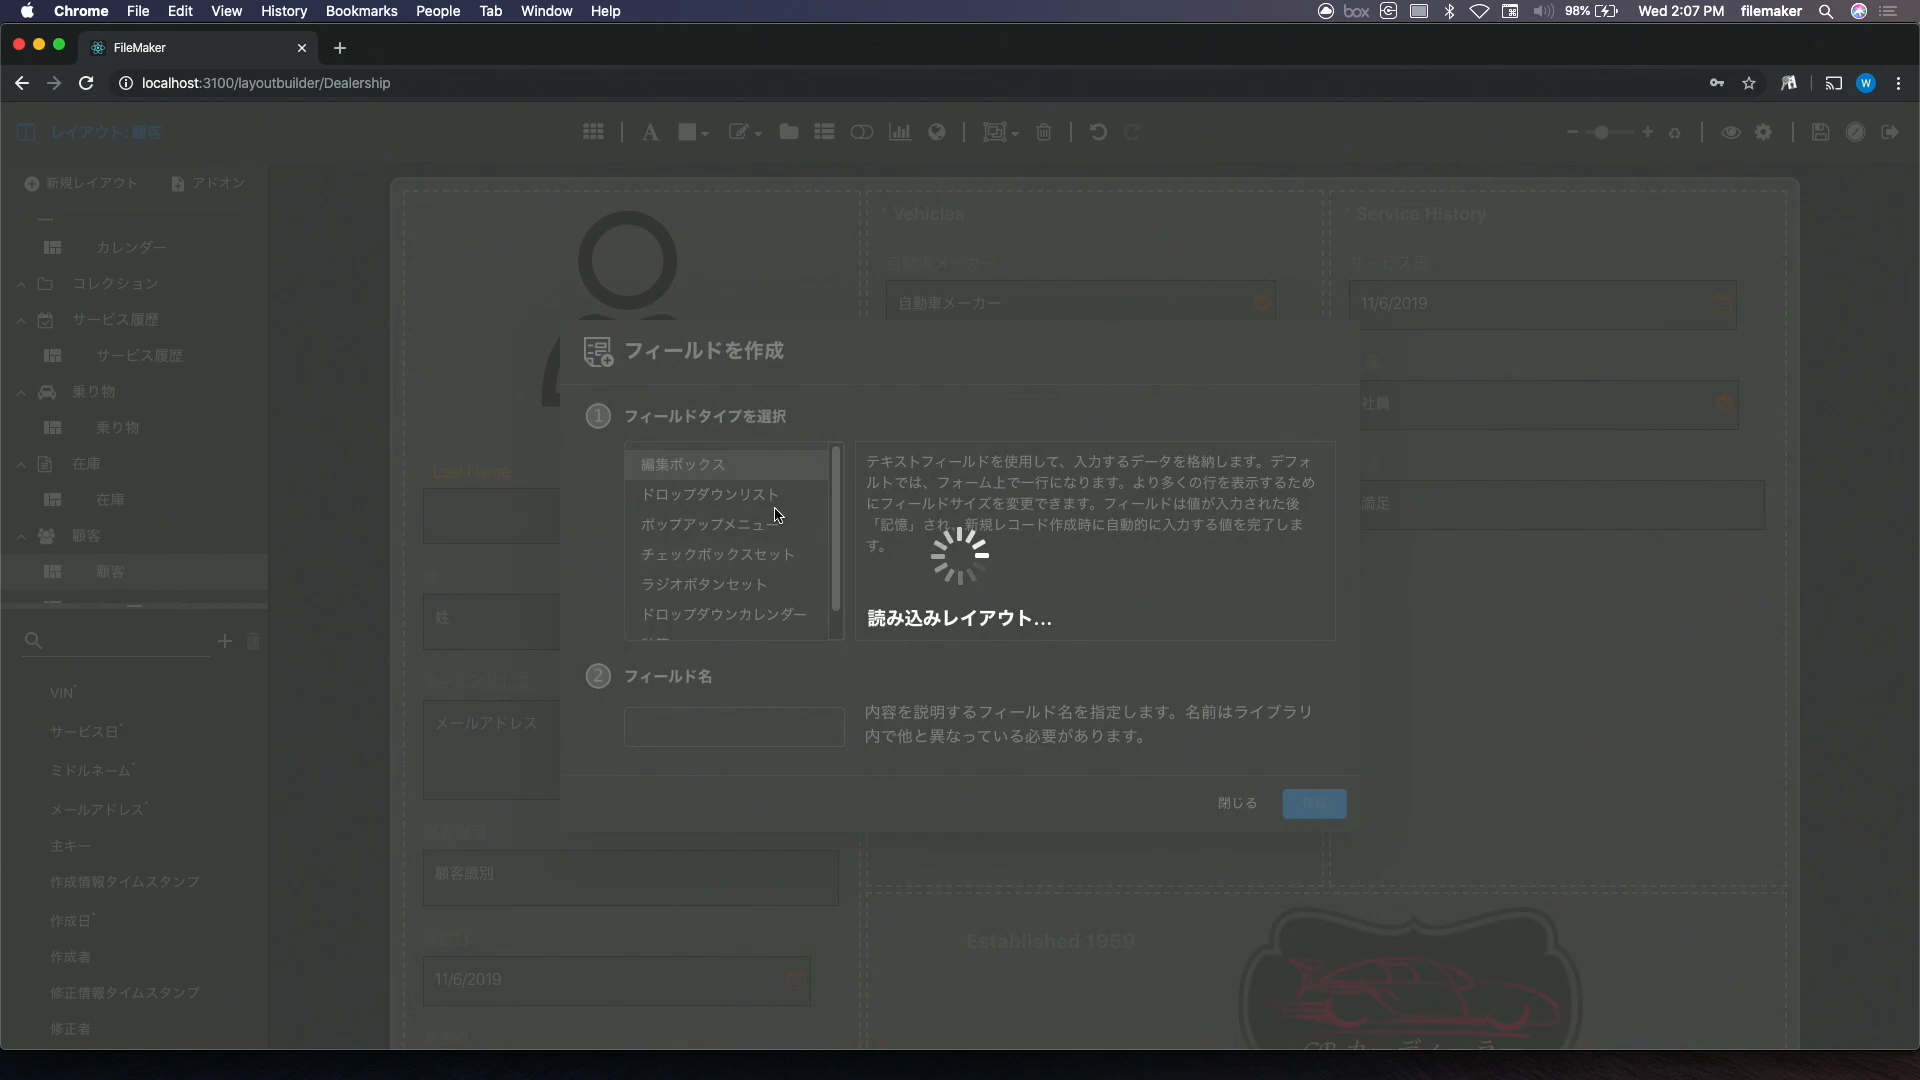 Chrome File Edit View History Bookmarks People Tab Window Help
box 98% Wed 2:07 PM filemaker
FileMaker
localhost:3100/layoutbuilder/Dealership
W
レイアウト: 顧客
A
新規レイアウト アドオン
カレンダー
コレクション
サービス履歴
サービス履歴
乗り物
乗り物
在庫
在庫
顧客
顧客
VIN*
サービス日*
ミドルネーム*
メールアドレス*
主キー
作成情報タイムスタンプ
作成日*
作成者
修正情報タイムスタンプ
修正者
* Vehicles
自動車メーカー
自動車メーカー
* Service History
サービス日
11/6/2019
社員
満足
Last Name
姓
メールアドレス
顧客識別
顧客識別
作成日
11/6/2019
Established 1959
フィールドを作成
1 フィールドタイプを選択
編集ボックス
ドロップダウンリスト
ポップアップメニュー
チェックボックスセット
ラジオボタンセット
ドロップダウンカレンダー
テキストフィールドを使用して、入力するデータを格納します。デフォ
ルトでは、フォーム上で一行になります。より多くの行を表示するため
にフィールドサイズを変更できます。フィールドは値が入力された後
「記憶」され、新規レコード作成時に自動的に入力する値を完了しま
す。
読み込みレイアウト...
2 フィールド名
内容を説明するフィールド名を指定します。名前はライブラリ
内で他と異なっている必要があります。
閉じる 作成